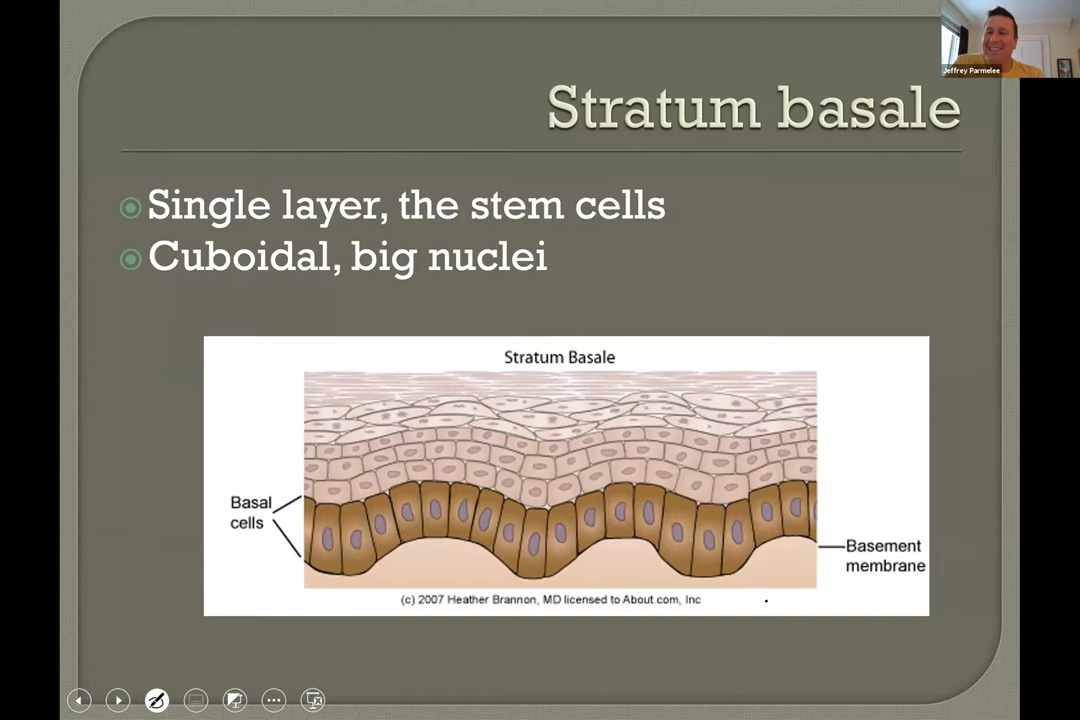 Jeffrey Parmelee
Stratum basale
Single layer, the stem cells
Cuboidal, big nuclei
Stratum Basale
Basal
cells
Basement
membrane
(c) 2007 Heather Brannon, MD licensed to About.com, Inc